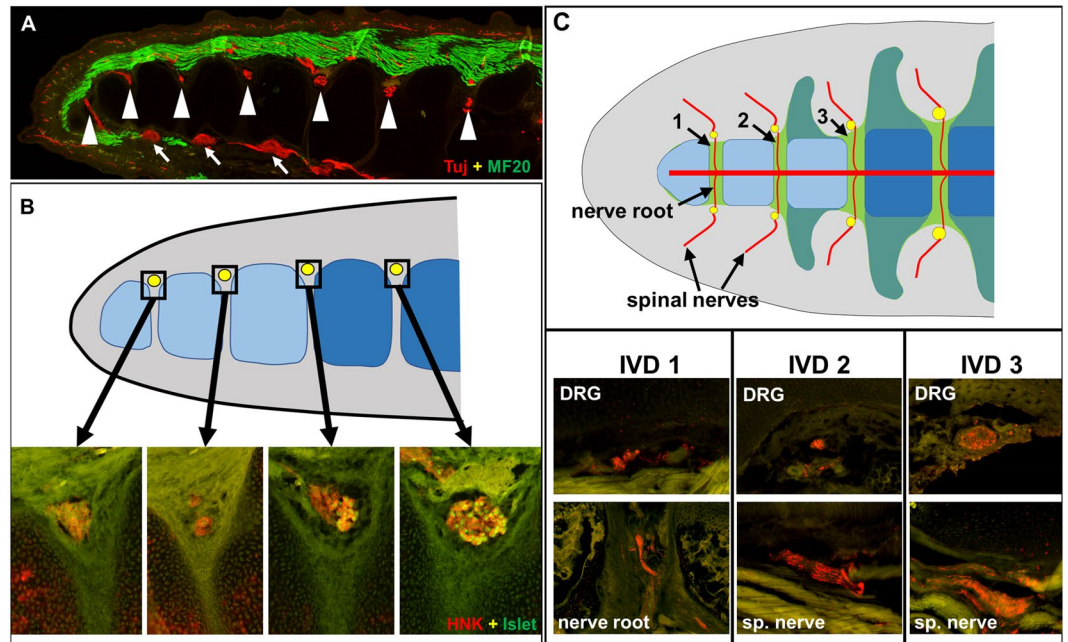 A
Tuj + MF20
B
HNK + Islet
C
1
2
3
nerve root
spinal nerves
IVD 1
IVD 2
IVD 3
DRG
DRG
DRG
nerve root
sp. nerve
sp. nerve